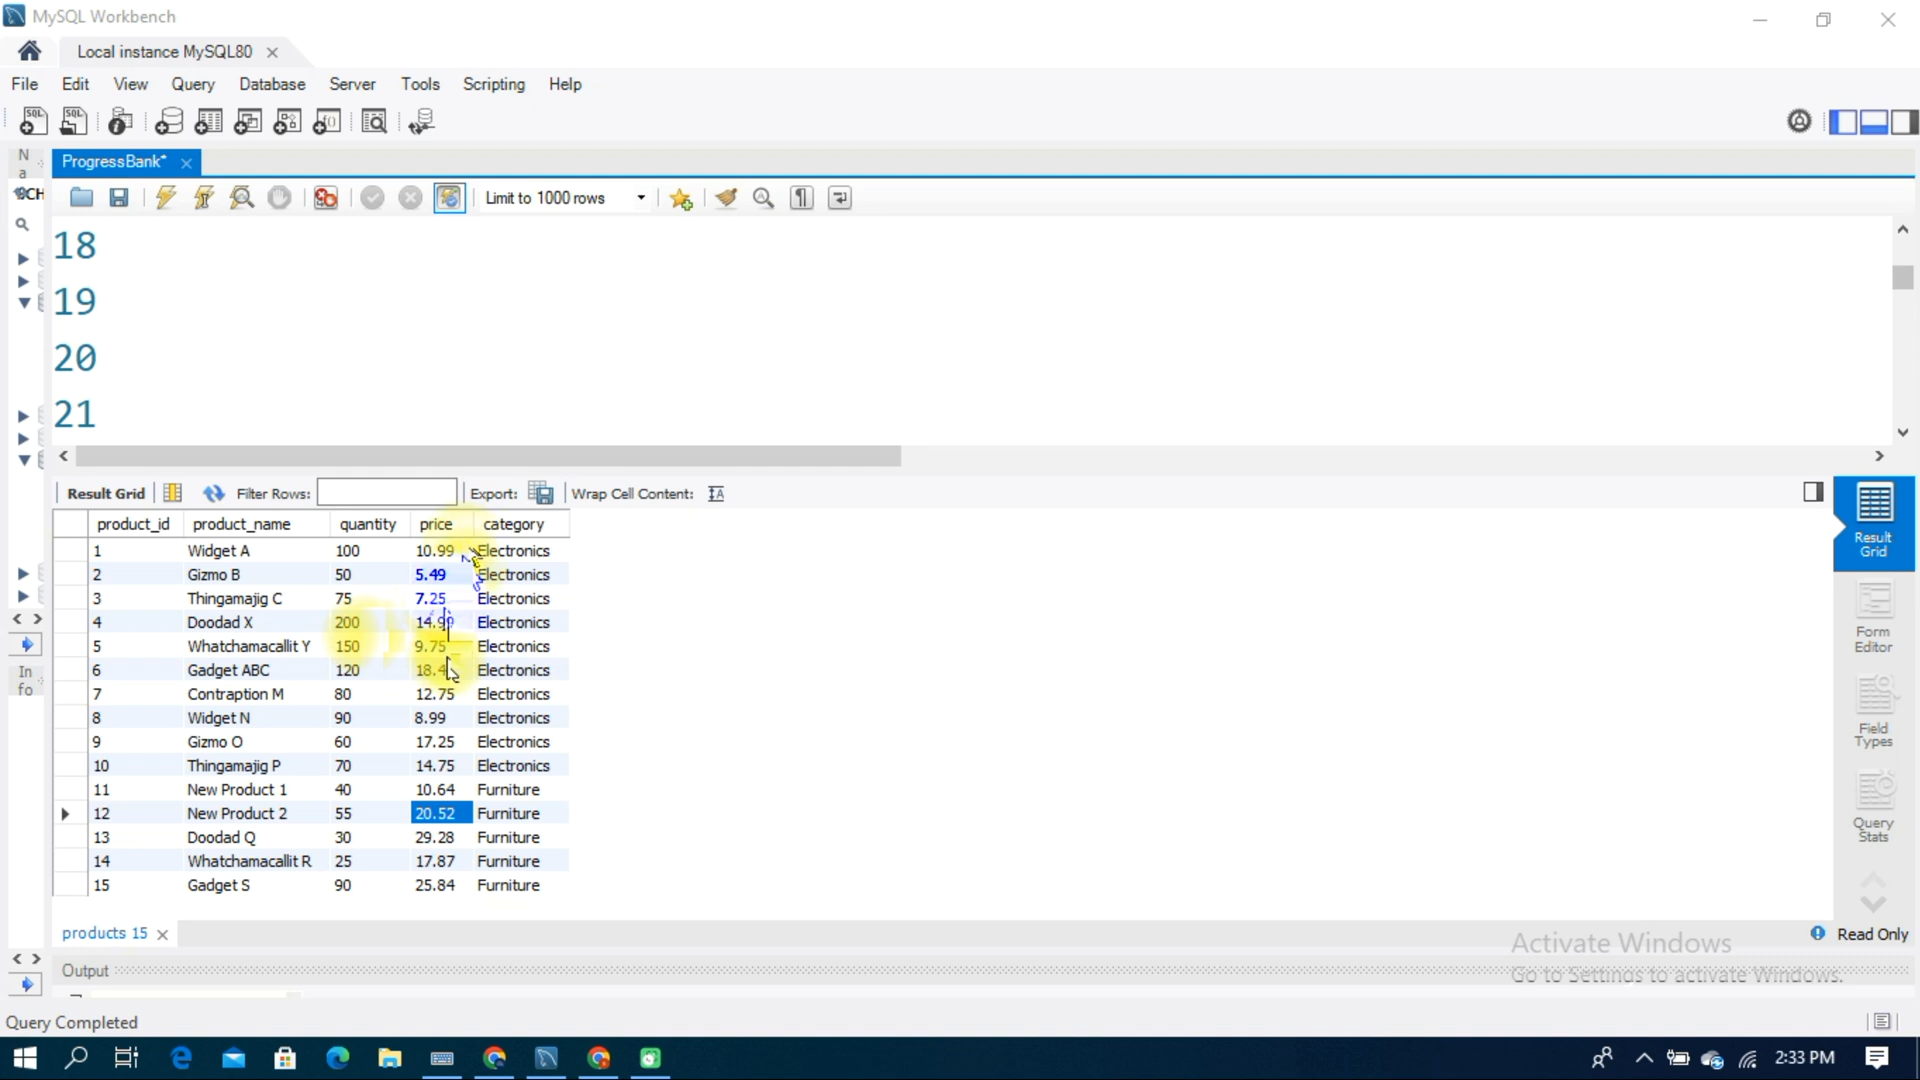 MySQL Workbench
Local instance MySQL80
File Edit View Query Database Server Tools Scripting Help
N
a
ProgressBank*
CH
Limit to 1000 rows
18
19
20
21
Result Grid Filter Rows: Export: Wrap Cell Content:
product_id product_name quantity price category
1 Widget A 100 10.99 Electronics
2 Gizmo B 50 5.49 Electronics
3 Thingamajig C 75 7.25 Electronics
4 Doodad X 200 14.99 Electronics
5 Whatchamacallit Y 150 9.75 Electronics
6 Gadget ABC 120 Electronics
7 Contraption M 80 12.75 Electronics
8 Widget N 90 8.99 Electronics
9 Gizmo O 60 17.25 Electronics
10 Thingamajig P 70 14.75 Electronics
11 New Product 1 40 10.64 Furniture
12 New Product 2 55 20.52 Furniture
13 Doodad Q 30 29.28 Furniture
14 Whatchamacallit R 25 17.87 Furniture
15 Gadget S 90 25.84 Furniture
Result
Grid
Form
Editor
Field
Types
Query
Stats
In
fo
products 15
Read Only
Activate Windows
Go to Settings to activate Windows.
Output
Query Completed
2:33 PM